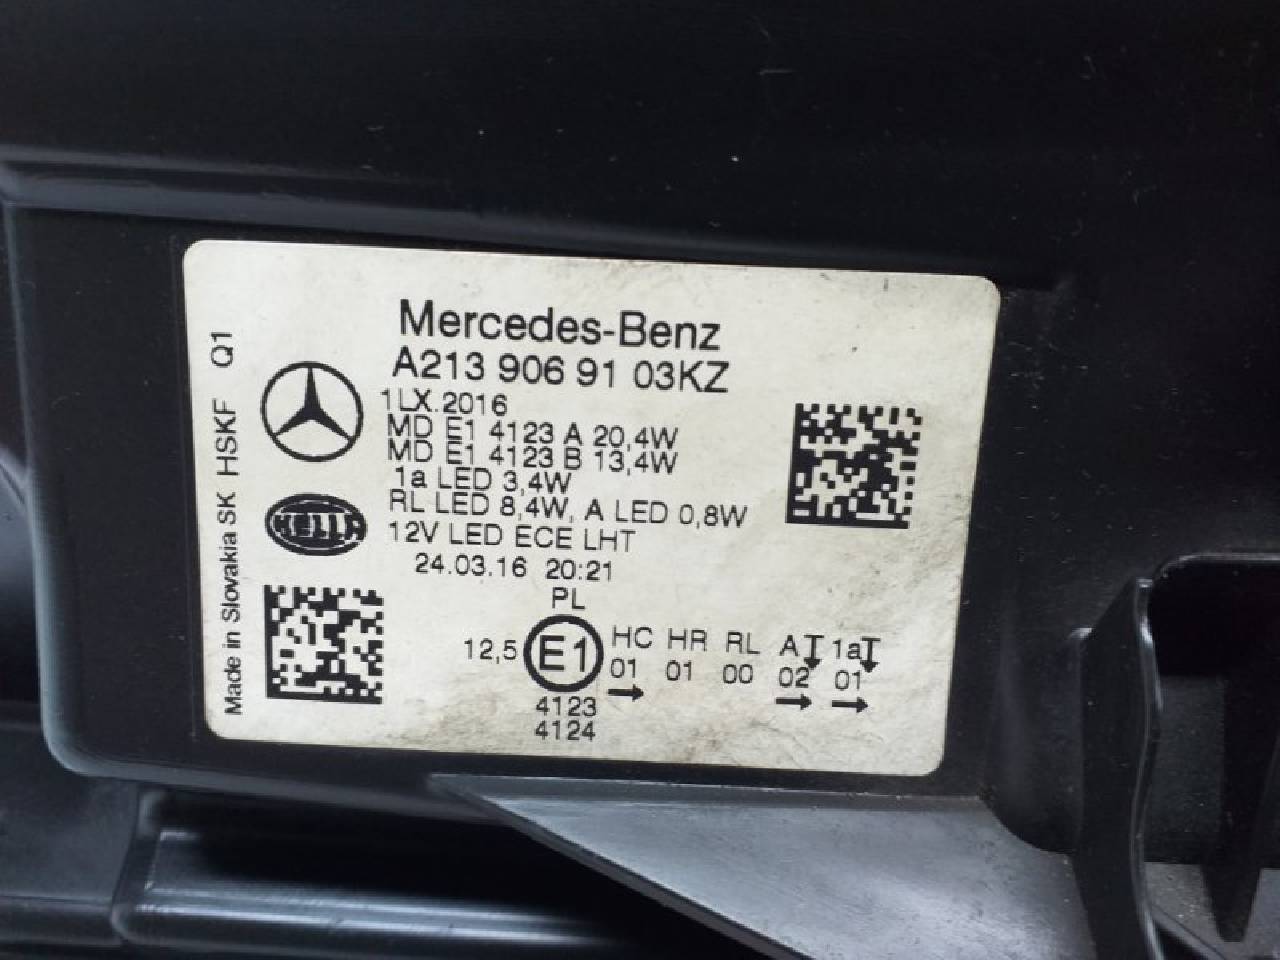 Mercedes-Benz
A213 906 91 03KZ
1LX.2016
MD E1 4123 A 20,4W
MD E1 4123 B 13,4W
1a LED 3,4W
RL LED 8,4W, A LED 0,8W
12V LED ECE LHT
24.03.16 20:21
PL
12,5 E1 HC HR RL A 1a
01 01 00 02 01
4123
4124
HELLA
Made in Slovakia SK HSKF Q1